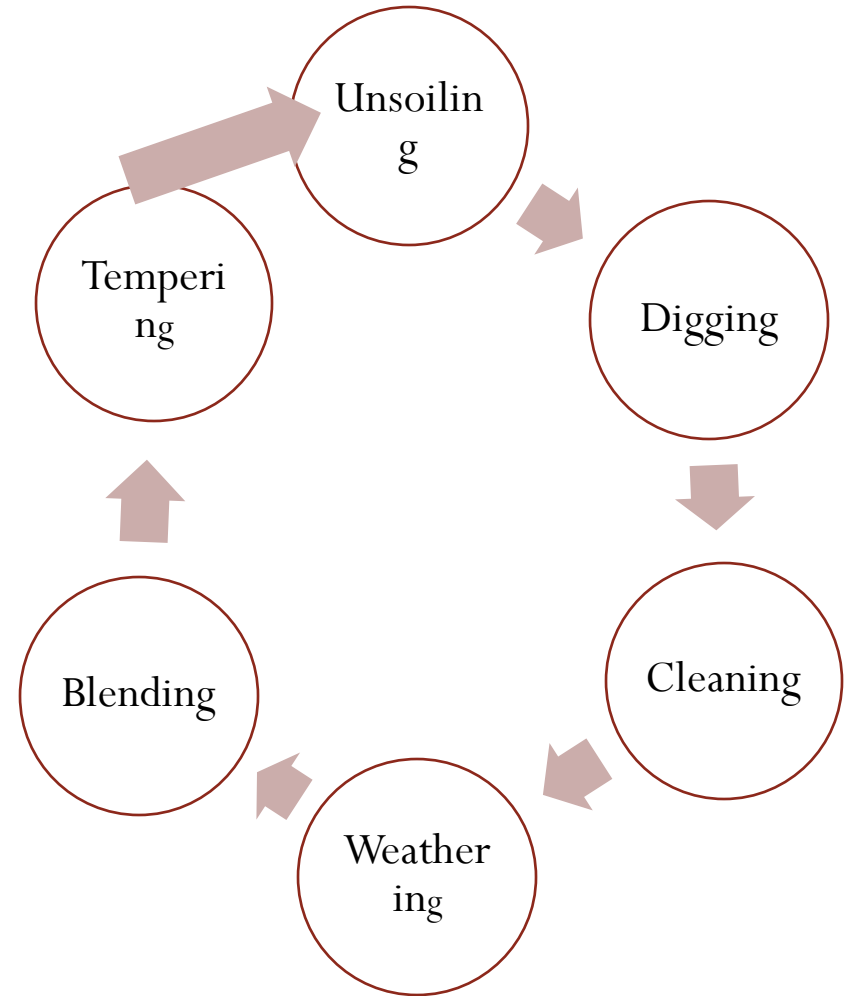 Unsoilin
g
Digging
Cleaning
Weather
ing
Blending
Temperi
ng